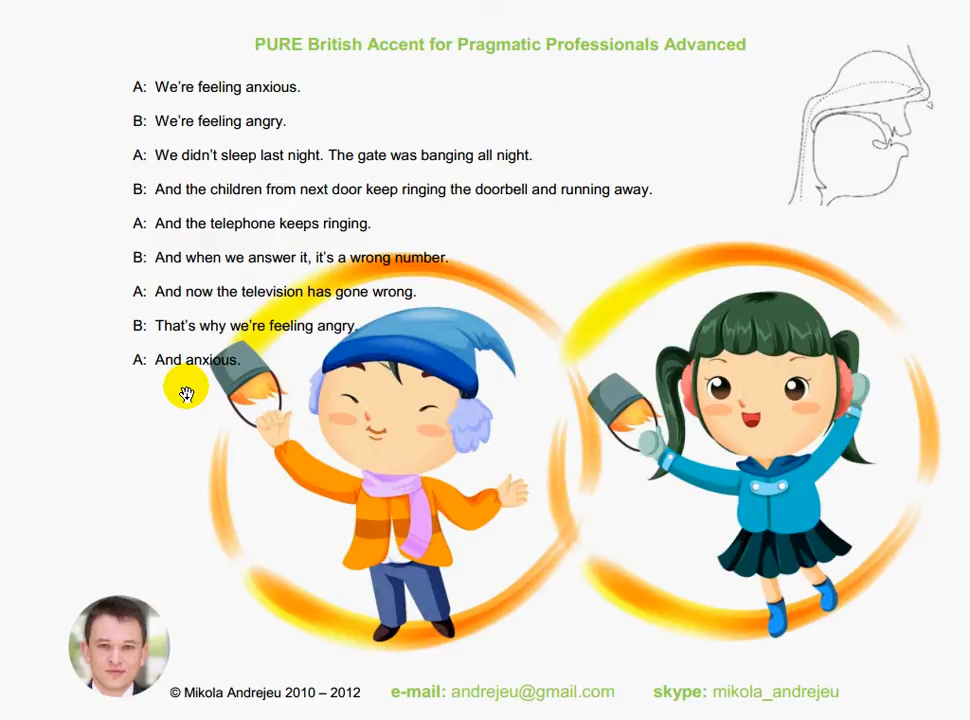 PURE British Accent for Pragmatic Professionals Advanced
A: We're feeling anxious.
B: We're feeling angry.
A: We didn't sleep last night. The gate was banging all night.
B: And the children from next door keep ringing the doorbell and running away.
A: And the telephone keeps ringing.
B: And when we answer it, it's a wrong number.
A: And now the television has gone wrong.
B: That's why we're feeling angry.
A: And anxious.
© Mikola Andrejeu 2010 – 2012 e-mail: andrejeu@gmail.com skype: mikola_andrejeu